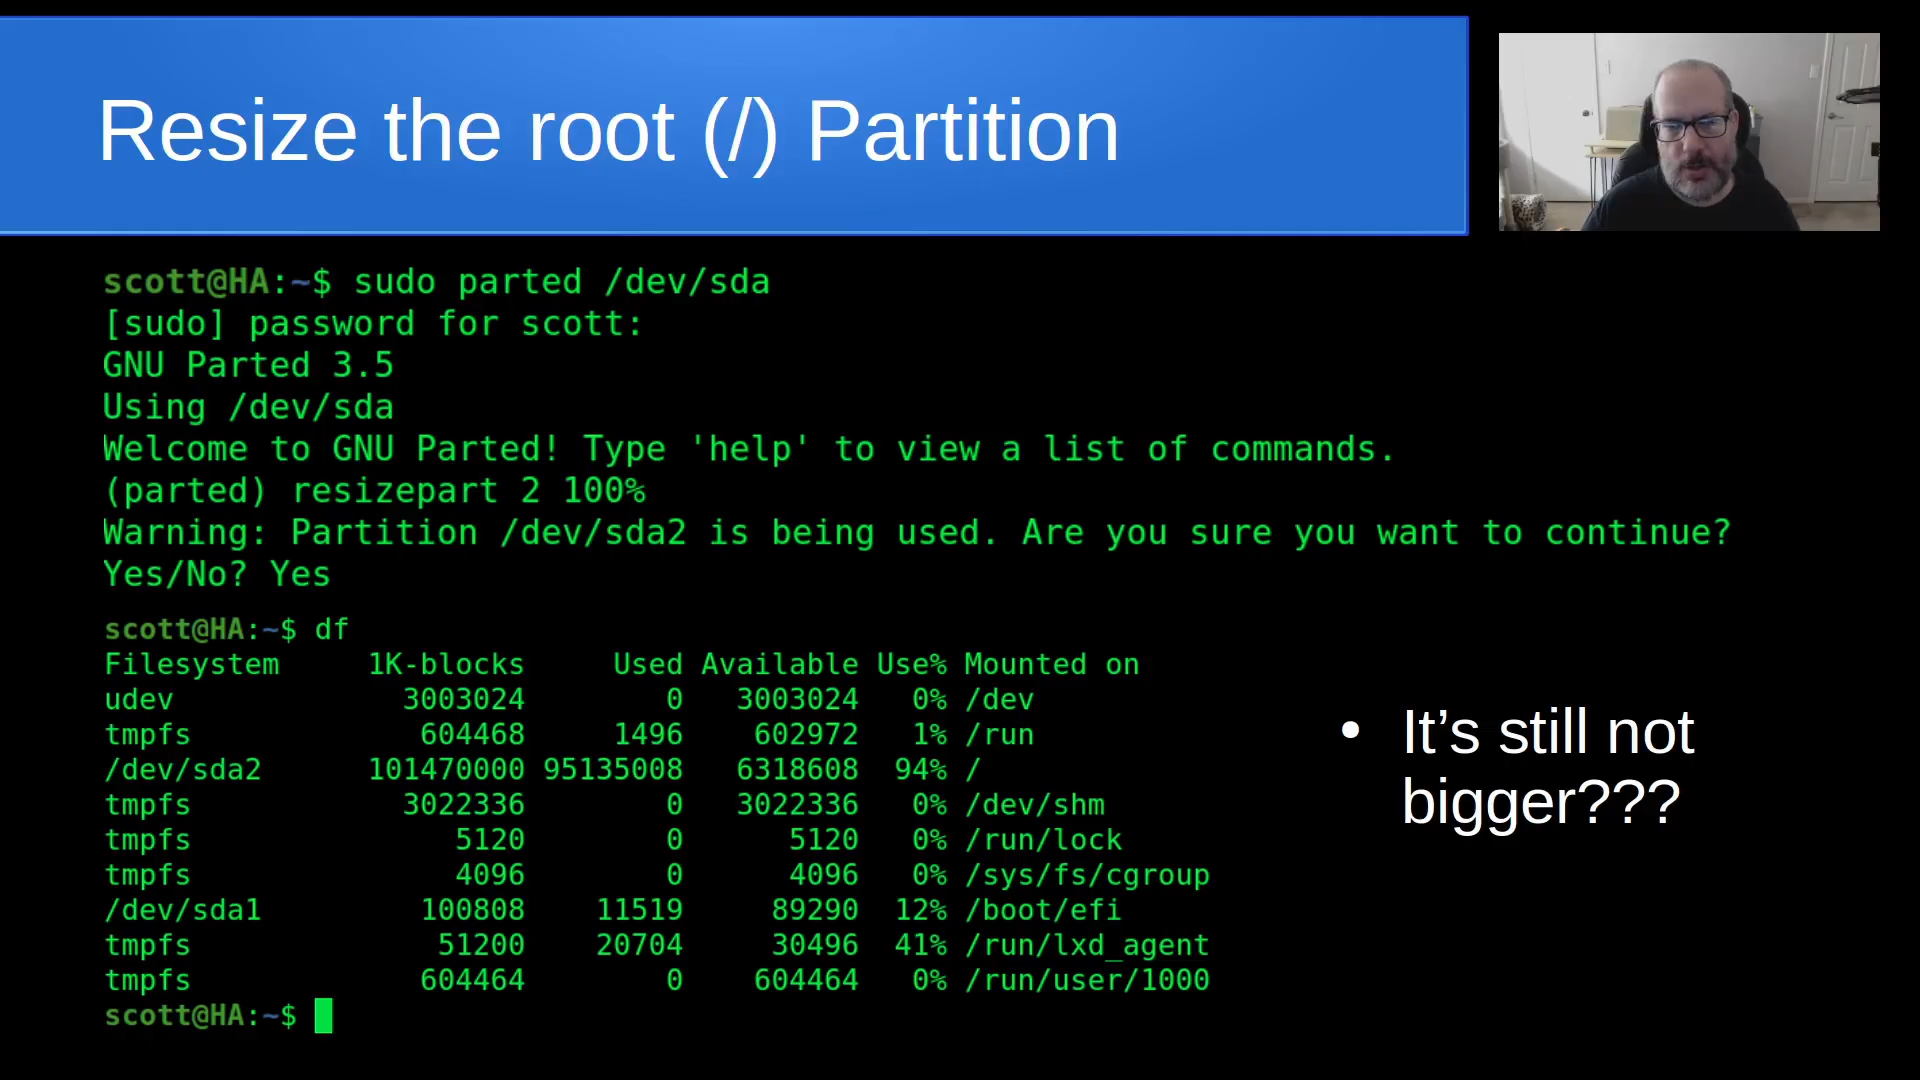 Resize the root (/) Partition
scott@HA:~$ sudo parted /dev/sda
[sudo] password for scott:
GNU Parted 3.5
Using /dev/sda
Welcome to GNU Parted! Type 'help' to view a list of commands.
(parted) resizepart 2 100%
Warning: Partition /dev/sda2 is being used. Are you sure you want to continue?
Yes/No? Yes
scott@HA:~$ df
Filesystem     1K-blocks     Used Available Use% Mounted on
udev             3003024        0   3003024   0% /dev
tmpfs             604468     1496    602972   1% /run
/dev/sda2      101470000 95135008   6318608  94% /
tmpfs            3022336        0   3022336   0% /dev/shm
tmpfs               5120        0      5120   0% /run/lock
tmpfs               4096        0      4096   0% /sys/fs/cgroup
/dev/sda1         100808    11519     89290  12% /boot/efi
tmpfs              51200    20704     30496  41% /run/lxd_agent
tmpfs             604464        0    604464   0% /run/user/1000
scott@HA:~$
• It’s still not
bigger???